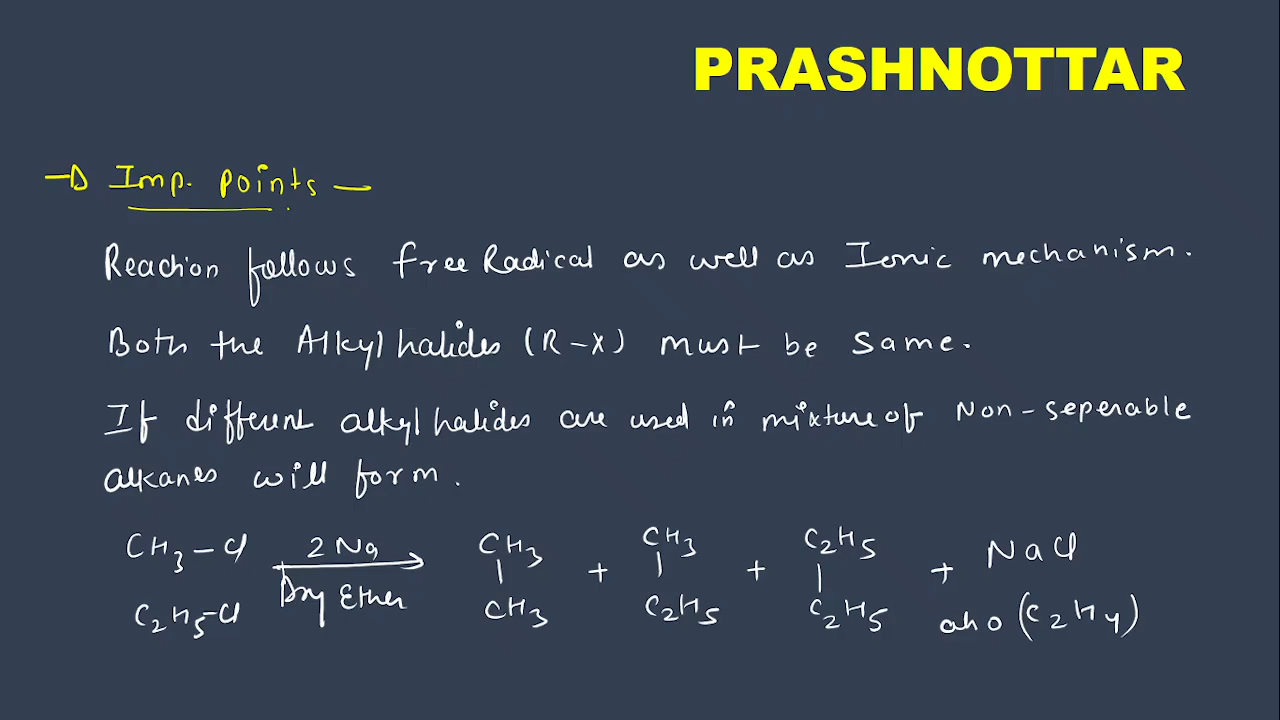 PRASHNOTTAR
→ Imp. points —
Reaction follows free Radical as well as Ionic mechanism.
Both the Alkyl halides (R-X) must be same.
If different alkyl halides are used in mixture of Non-seperable
alkanes will form.
CH3-Cl 2Na CH3 + CH3 + C2H5 + NaCl
C2H5-Cl Dry Ether CH3 C2H5 C2H5 also (C2H4)